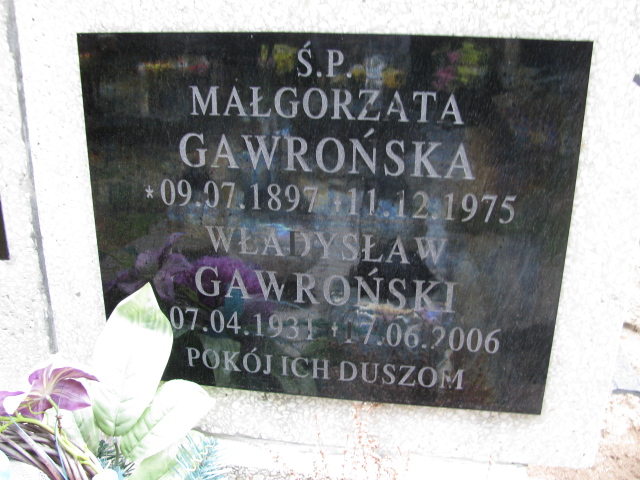 Ś.P.
MAŁGORZATA
GAWROŃSKA
*09.07.1897 +11.12.1975
WŁADYSŁAW
GAWROŃSKI
07.04.1931 +17.06.2006
POKÓJ ICH DUSZOM